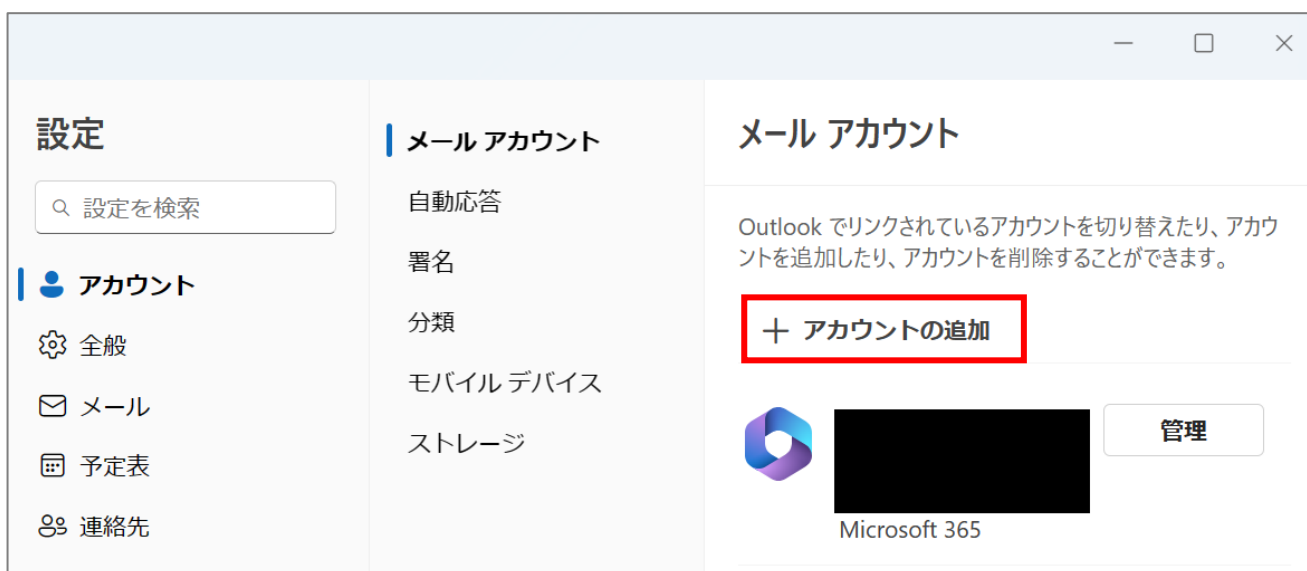 設定
設定を検索
アカウント
全般
メール
予定表
連絡先
メール アカウント
自動応答
署名
分類
モバイル デバイス
ストレージ
メール アカウント
Outlook でリンクされているアカウントを切り替えたり、アカウ
ントを追加したり、アカウントを削除することができます。
アカウントの追加
管理
Microsoft 365